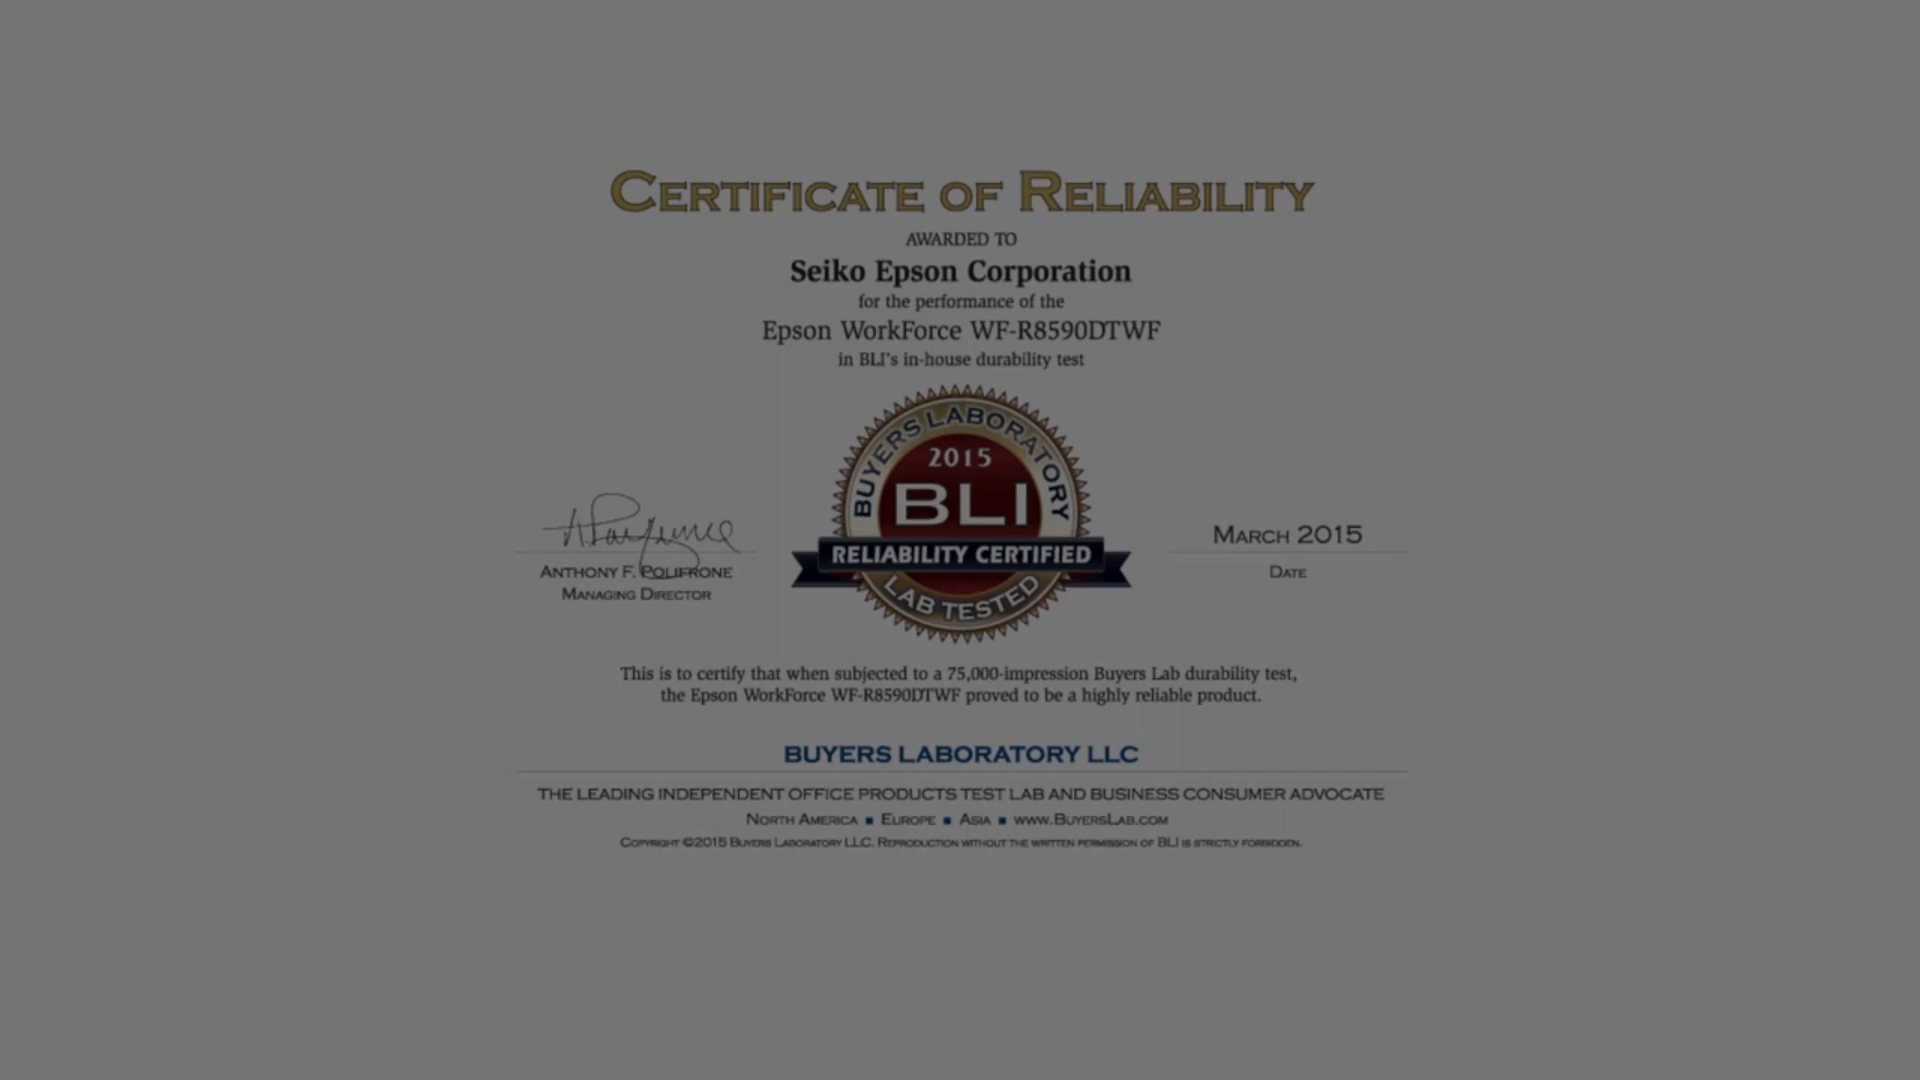 CERTIFICATE OF RELIABILITY
AWARDED TO
Seiko Epson Corporation
for the performance of the
Epson WorkForce WF-R8590DTWF
in BLI's in-house durability test
BUYERS LABORATORY
2015
BLI
RELIABILITY CERTIFIED
LAB TESTED
MARCH 2015
DATE
ANTHONY F. POLIFRONE
MANAGING DIRECTOR
This is to certify that when subjected to a 75,000-impression Buyers Lab durability test,
the Epson WorkForce WF-R8590DTWF proved to be a highly reliable product.
BUYERS LABORATORY LLC
THE LEADING INDEPENDENT OFFICE PRODUCTS TEST LAB AND BUSINESS CONSUMER ADVOCATE
NORTH AMERICA ■ EUROPE ■ ASIA ■ WWW.BUYERSLAB.COM
COPYRIGHT ©2015 BUYERS LABORATORY LLC. REPRODUCTION WITHOUT THE WRITTEN PERMISSION OF BLI IS STRICTLY FORBIDDEN.